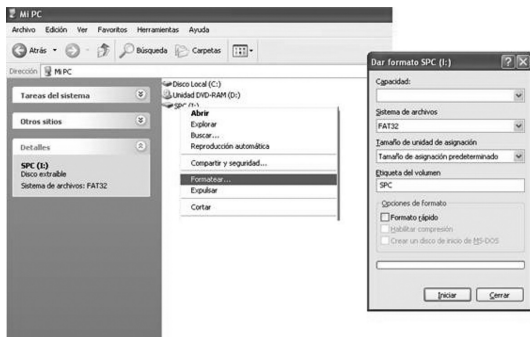 Mi PC
Archivo Edición Ver Favoritos Herramientas Ayuda
Atrás Búsqueda Carpetas
Dirección Mi PC
Tareas del sistema
Otros sitios
Detalles
SPC (I:)
Disco extraíble
Sistema de archivos: FAT32
Disco Local (C:)
Unidad DVD-RAM (D:)
SPC (I:)
Abrir
Explorar
Buscar...
Reproducción automática
Compartir y seguridad...
Formatear...
Expulsar
Cortar
Dar formato SPC (I:)
Capacidad:
Sistema de archivos
FAT32
Tamaño de unidad de asignación
Tamaño de asignación predeterminado
Etiqueta del volumen
SPC
Opciones de formato
Formato rápido
Habilitar compresión
Crear un disco de inicio de MS-DOS
Iniciar Cerrar